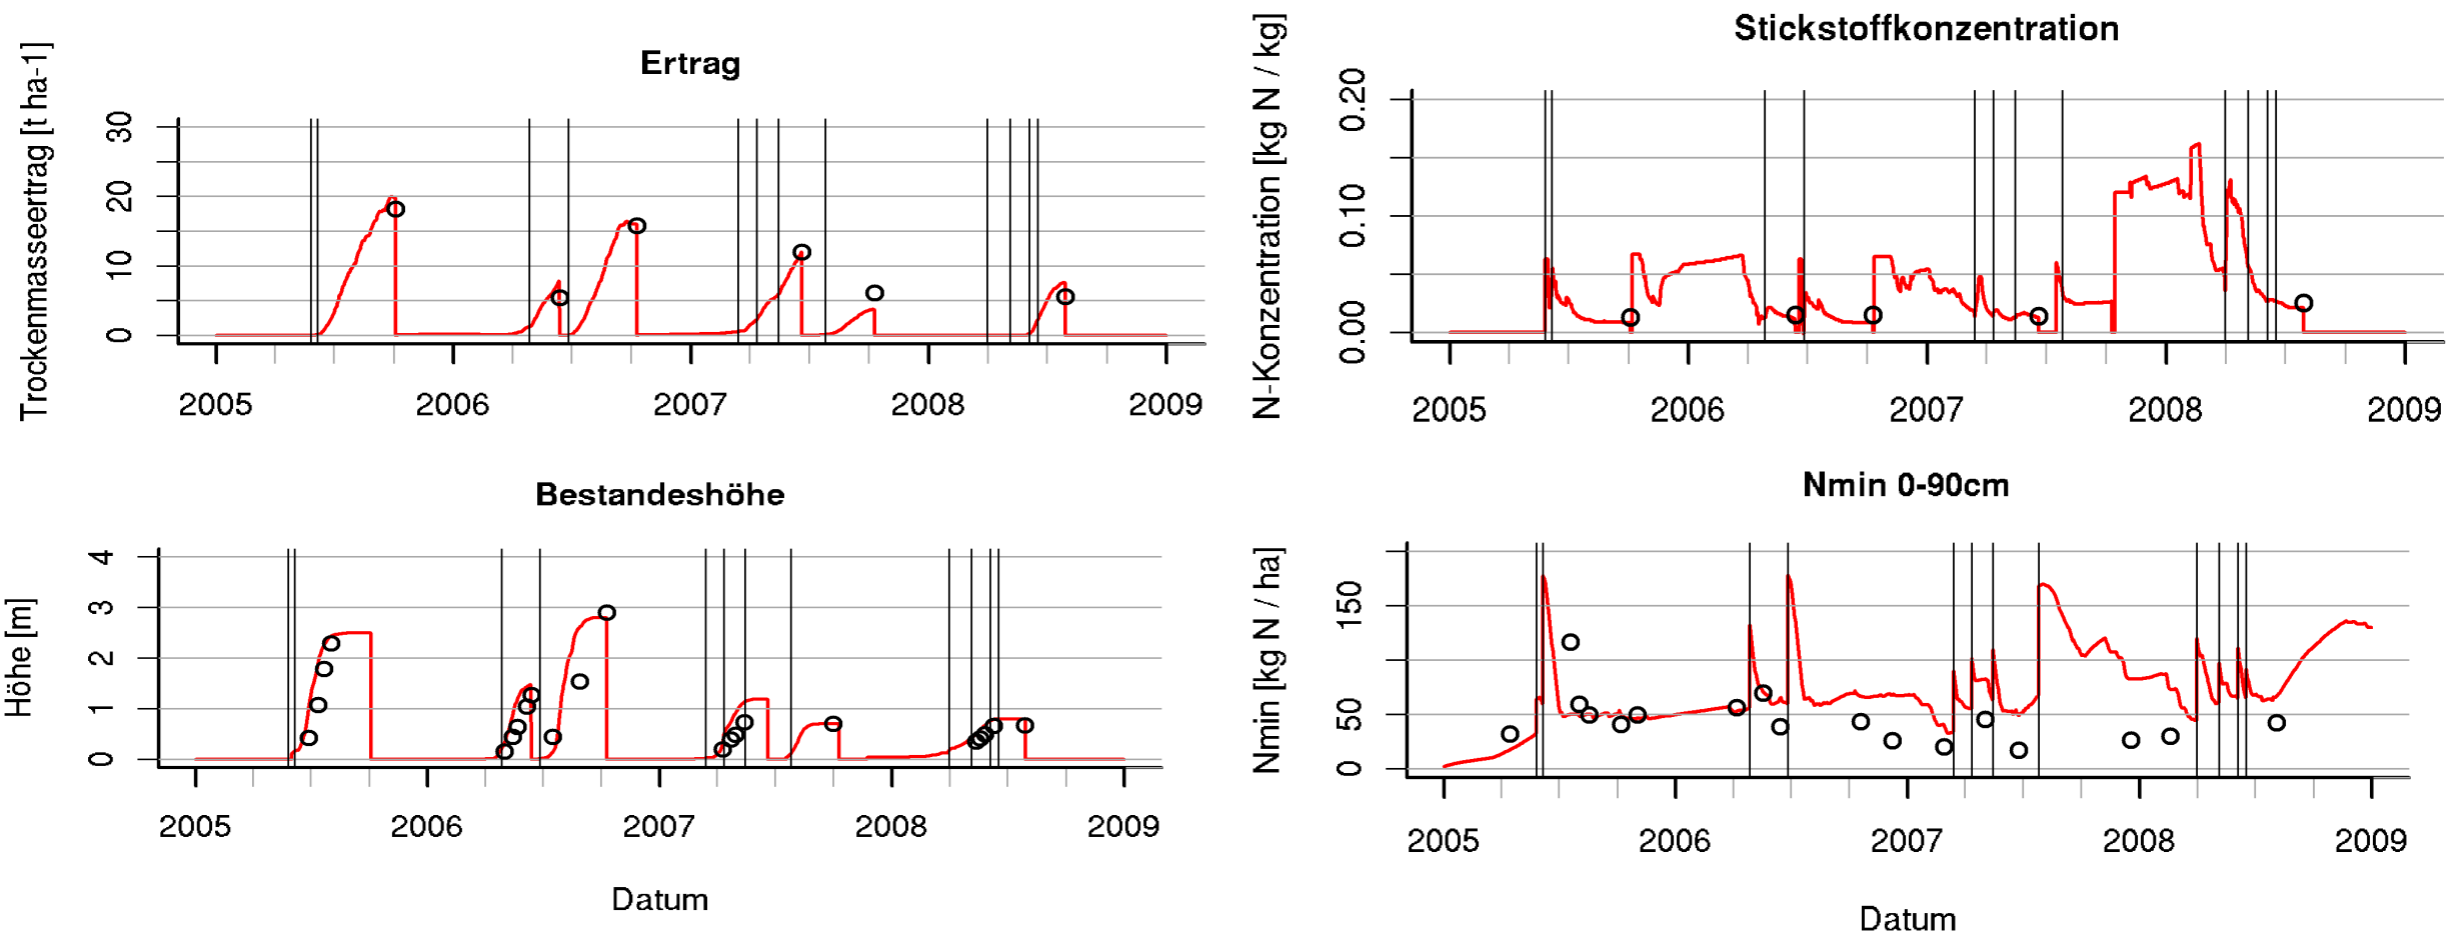 Ertrag
Trockenmasseertrag [t ha-1]
30
20
10
0
2005 2006 2007 2008 2009
Stickstoffkonzentration
N-Konzentration [kg N / kg]
0.20
0.10
0.00
2005 2006 2007 2008 2009
Bestandeshöhe
Höhe [m]
4
3
2
1
0
2005 2006 2007 2008 2009
Datum
Nmin 0-90cm
Nmin [kg N / ha]
150
50
0
2005 2006 2007 2008 2009
Datum